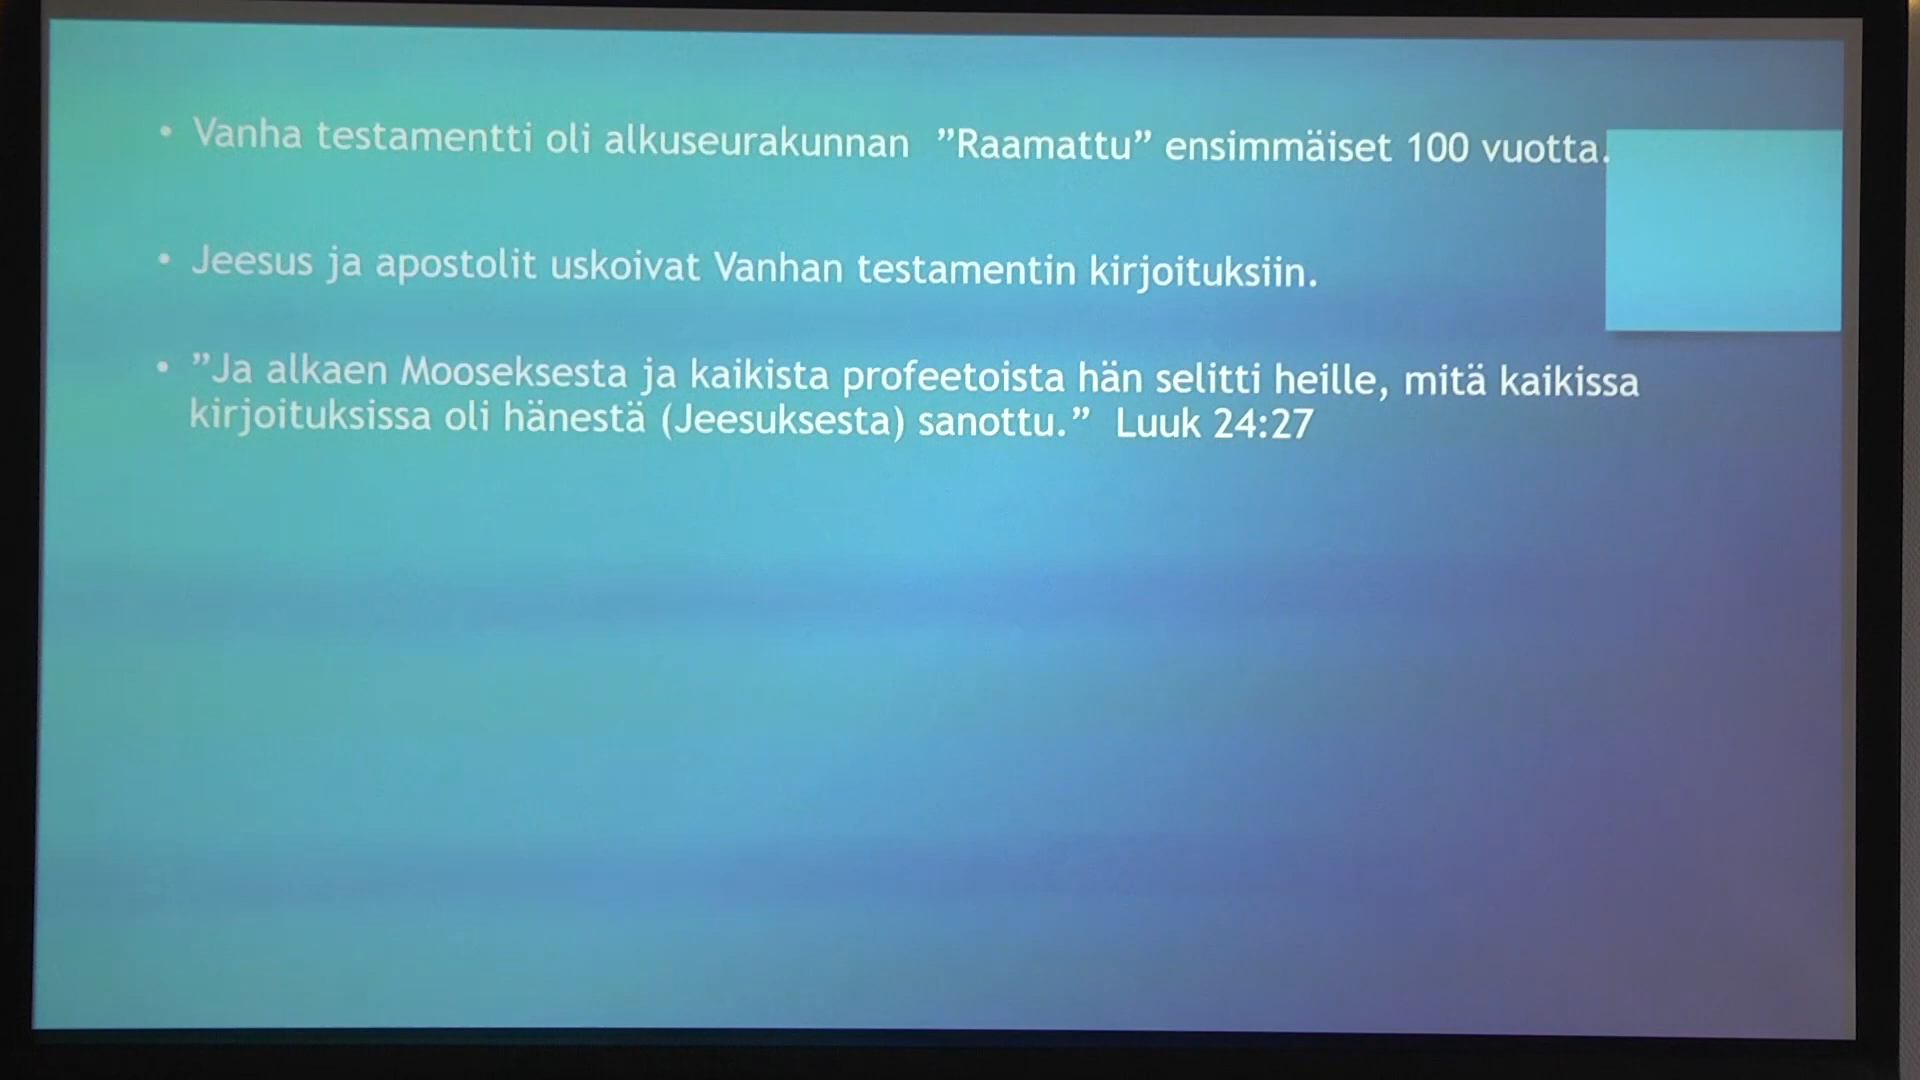 • Vanha testamentti oli alkuseurakunnan ”Raamattu” ensimmäiset 100 vuotta.
• Jeesus ja apostolit uskoivat Vanhan testamentin kirjoituksiin.
• ”Ja alkaen Mooseksesta ja kaikista profeetoista hän selitti heille, mitä kaikissa
kirjoituksissa oli hänestä (Jeesuksesta) sanottu.” Luuk 24:27